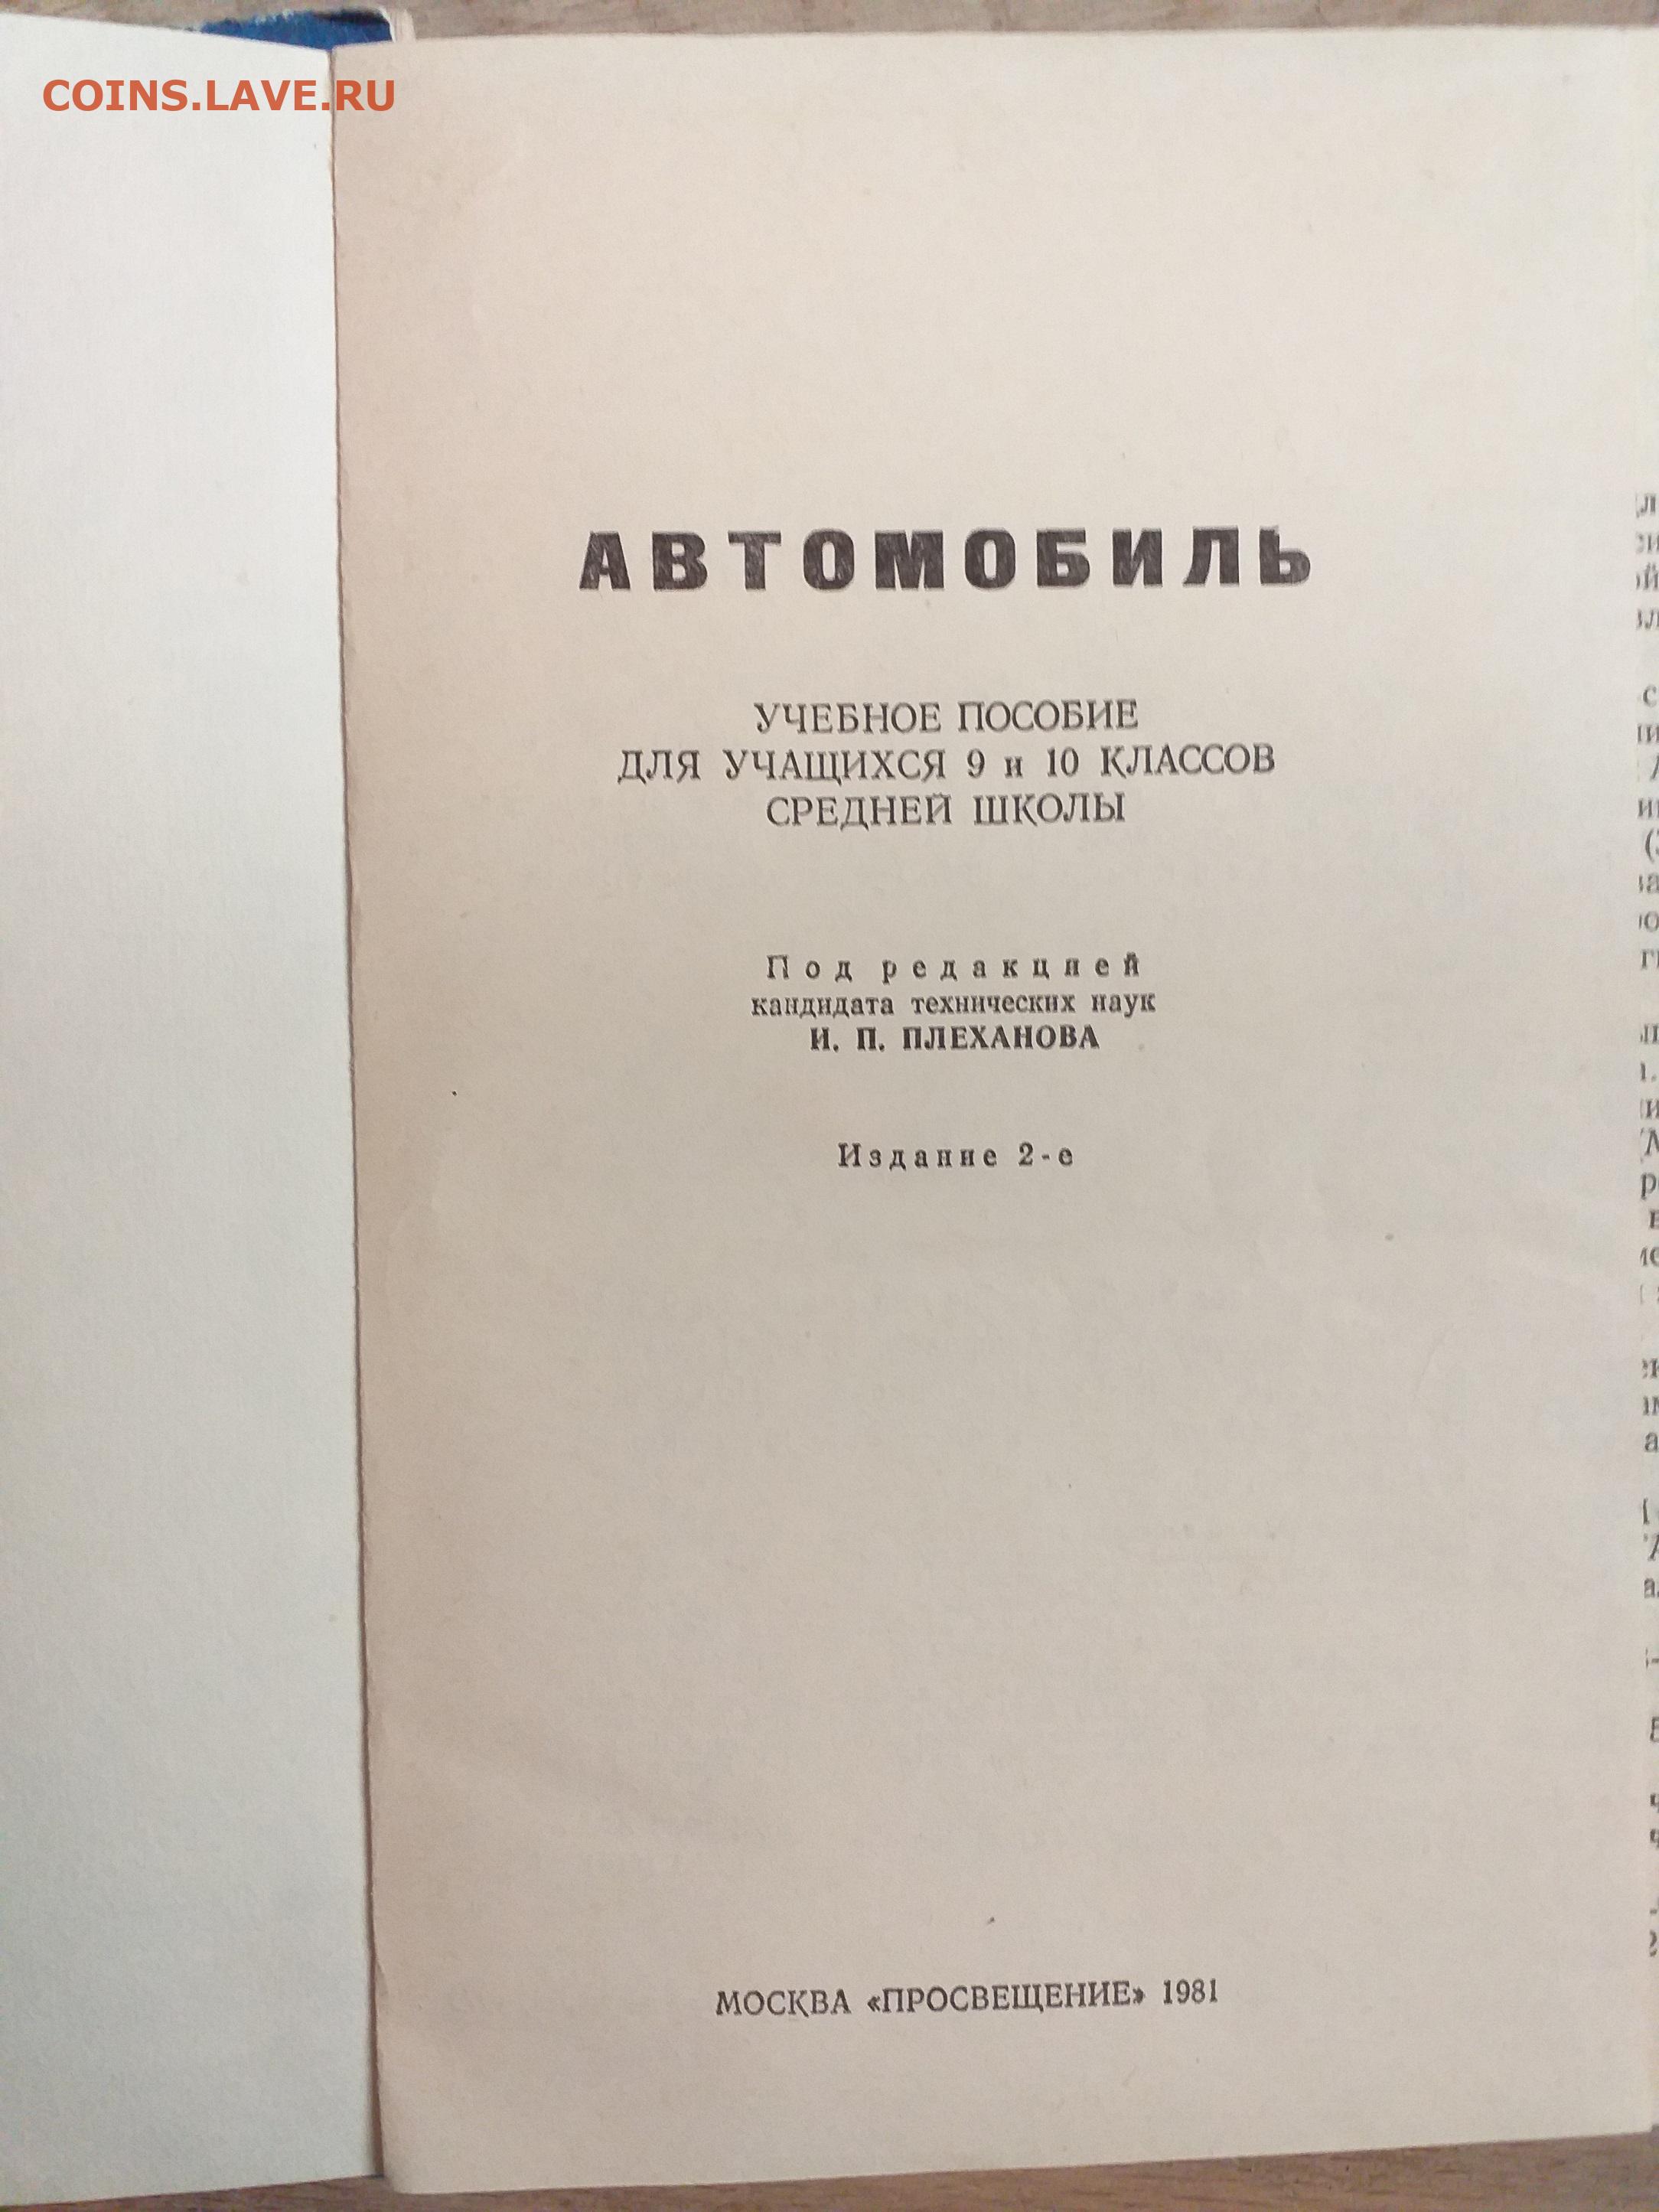 COINS.LAVE.RU
АВТОМОБИЛЬ
УЧЕБНОЕ ПОСОБИЕ
ДЛЯ УЧАЩИХСЯ 9 и 10 КЛАССОВ
СРЕДНЕЙ ШКОЛЫ
Под редакцией
кандидата технических наук
И. П. ПЛЕХАНОВА
Издание 2-е
МОСКВА «ПРОСВЕЩЕНИЕ» 1981